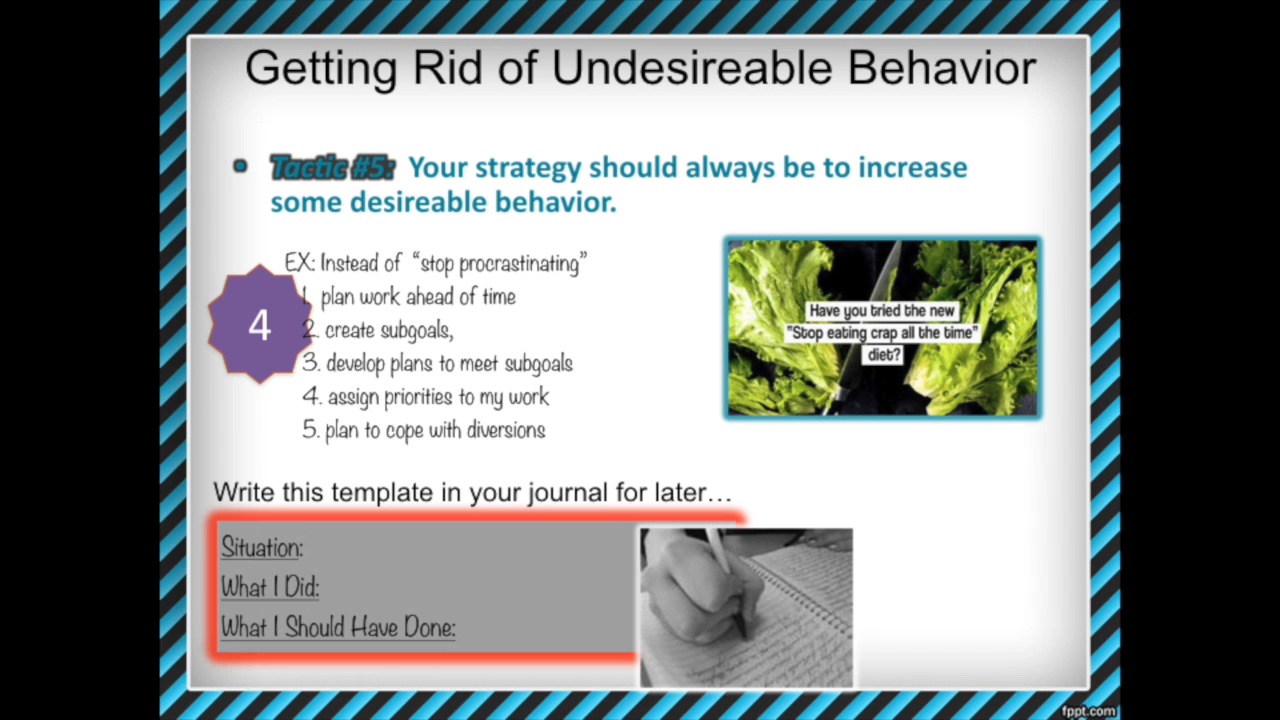 Getting Rid of Undesireable Behavior
• Tactic #5: Your strategy should always be to increase
some desireable behavior.
EX: Instead of “stop procrastinating”
1. plan work ahead of time
2. create subgoals,
3. develop plans to meet subgoals
4. assign priorities to my work
5. plan to cope with diversions
4
Have you tried the new
"Stop eating crap all the time"
diet?
Write this template in your journal for later…
Situation:
What I Did:
What I Should Have Done:
fppt.com